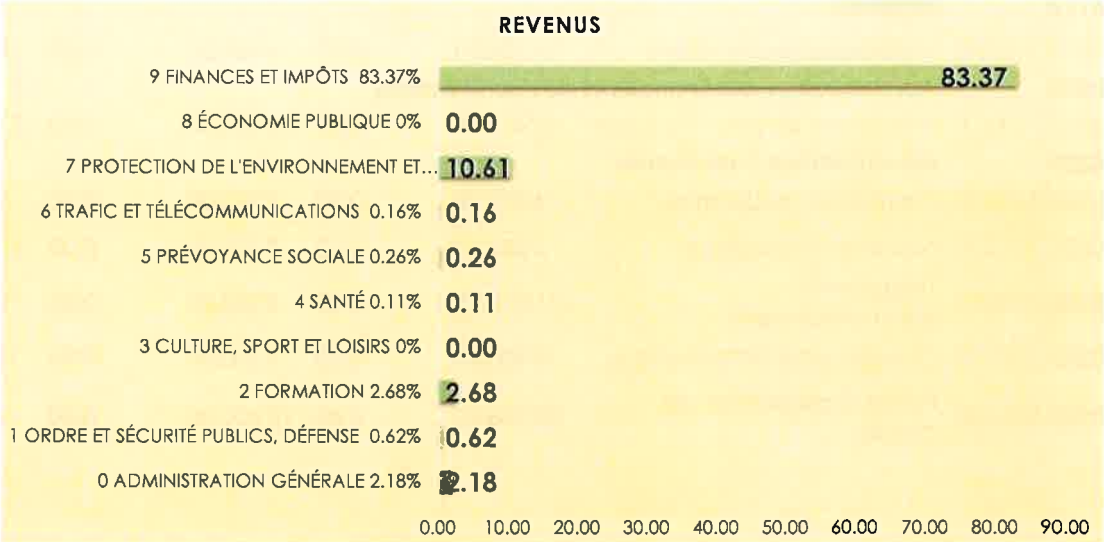 REVENUS
9 FINANCES ET IMPÔTS 83.37% 83.37
8 ÉCONOMIE PUBLIQUE 0% 0.00
7 PROTECTION DE L'ENVIRONNEMENT ET... 10.61
6 TRAFIC ET TÉLÉCOMMUNICATIONS 0.16% 0.16
5 PRÉVOYANCE SOCIALE 0.26% 0.26
4 SANTÉ 0.11% 0.11
3 CULTURE, SPORT ET LOISIRS 0% 0.00
2 FORMATION 2.68% 2.68
1 ORDRE ET SÉCURITÉ PUBLICS, DÉFENSE 0.62% 0.62
0 ADMINISTRATION GÉNÉRALE 2.18% 2.18
0.00 10.00 20.00 30.00 40.00 50.00 60.00 70.00 80.00 90.00